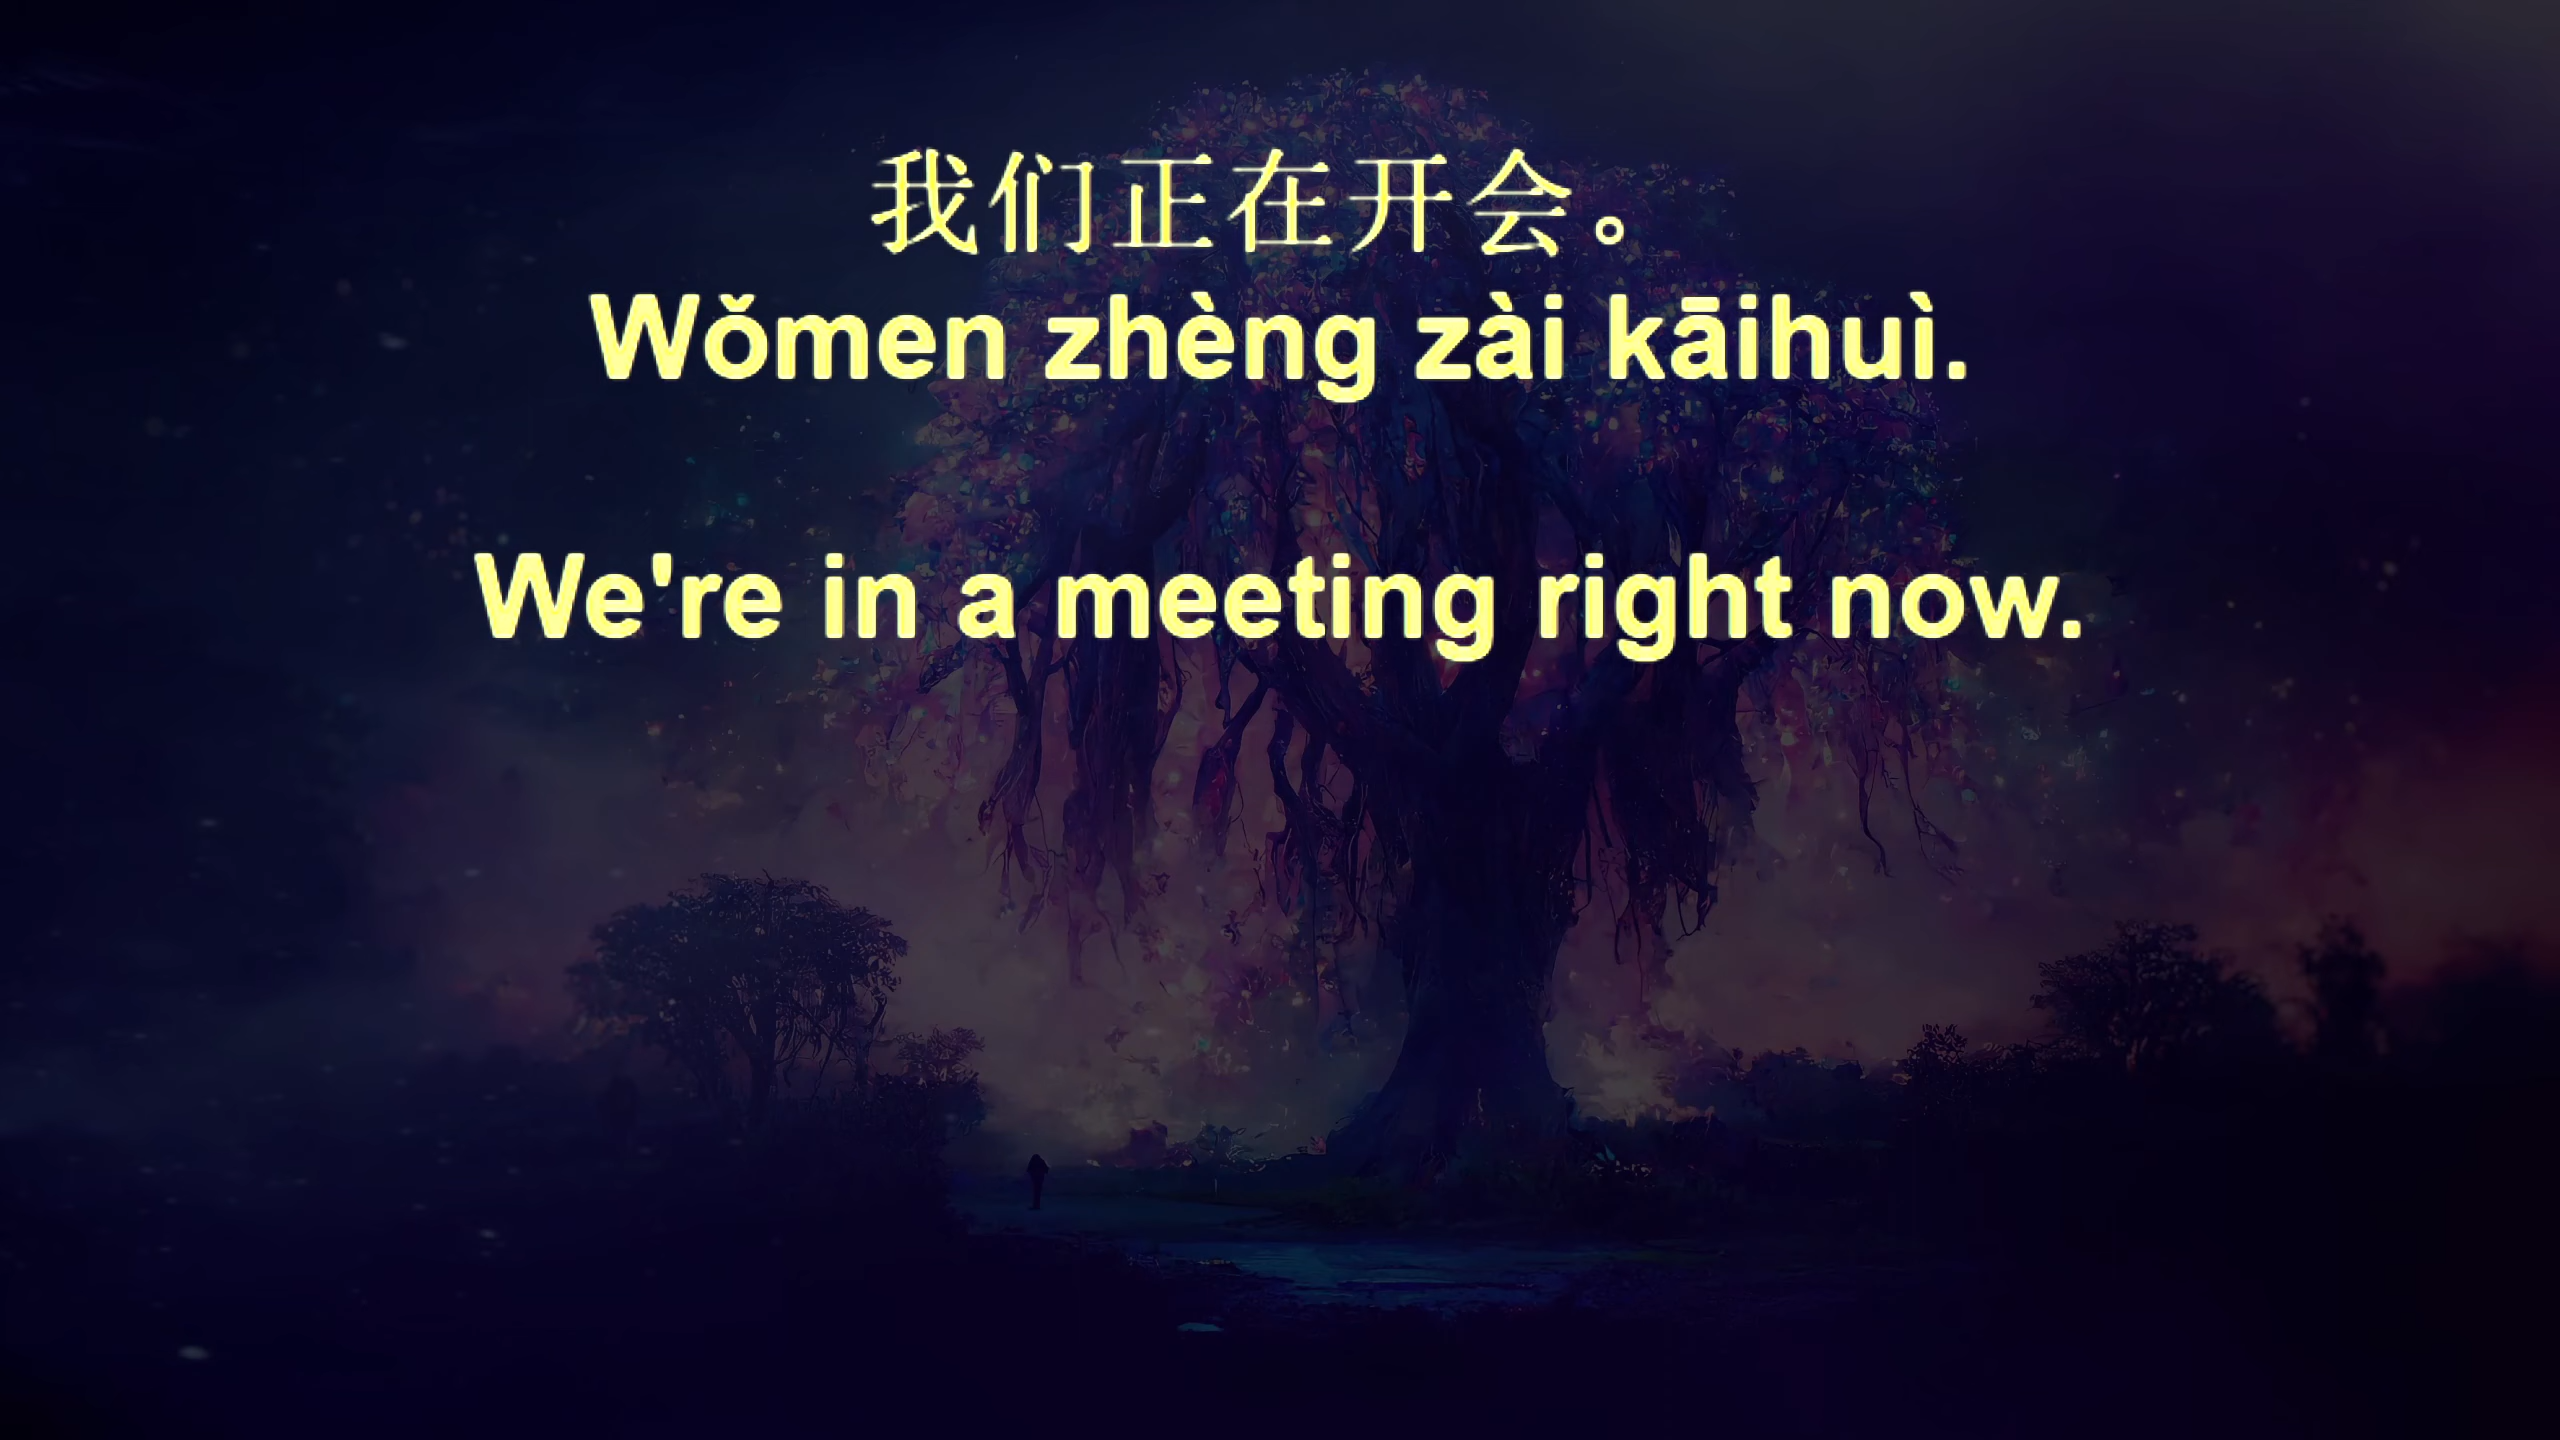 我们正在开会。
Wǒmen zhèng zài kāihuì.
We're in a meeting right now.